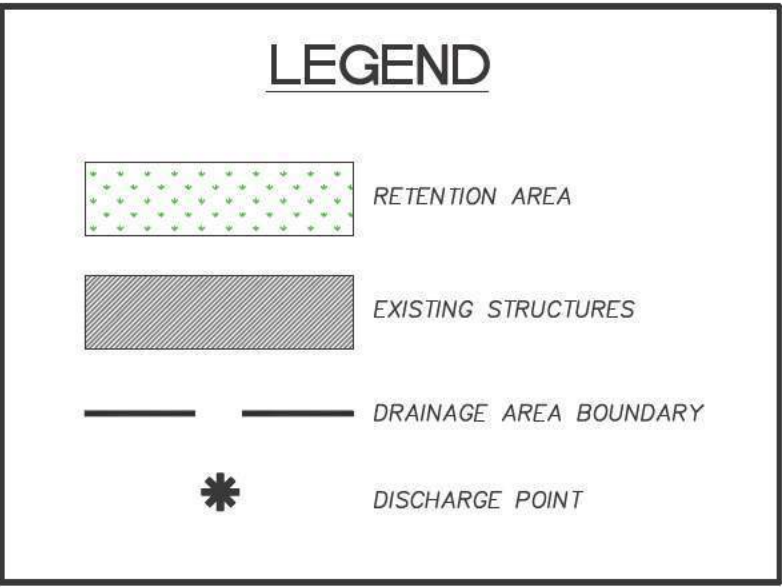 LEGEND
RETENTION AREA
EXISTING STRUCTURES
DRAINAGE AREA BOUNDARY
DISCHARGE POINT